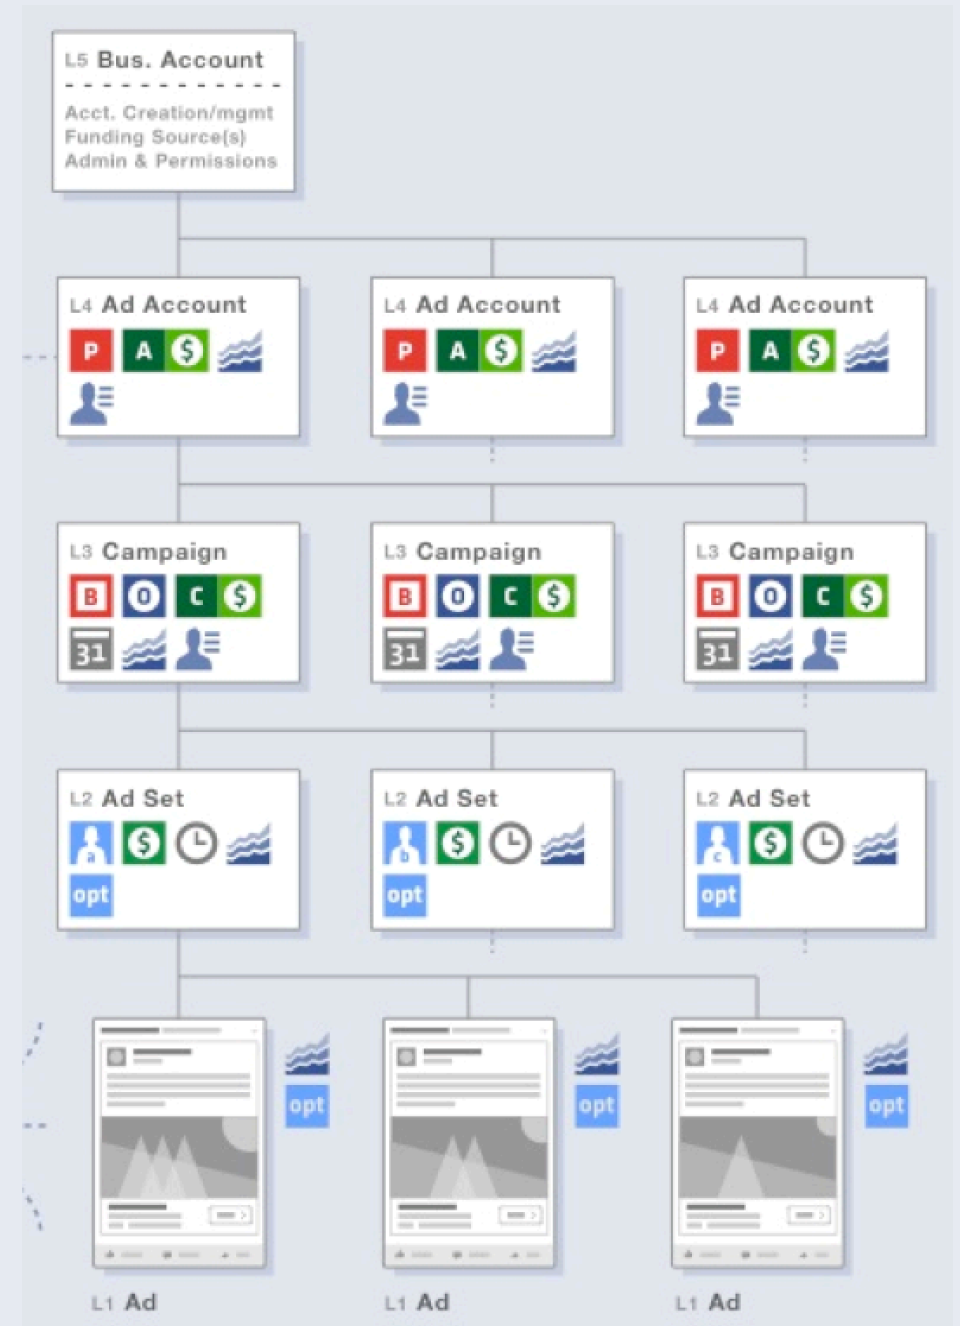 L5 Bus. Account
Acct. Creation/mgmt
Funding Source(s)
Admin & Permissions
L4 Ad Account
P A $
L4 Ad Account
P A $
L4 Ad Account
P A $
L3 Campaign
B O C $
31
L3 Campaign
B O C $
31
L3 Campaign
B O C $
31
L2 Ad Set
a $
opt
L2 Ad Set
b $
opt
L2 Ad Set
c $
opt
opt
opt
opt
L1 Ad
L1 Ad
L1 Ad